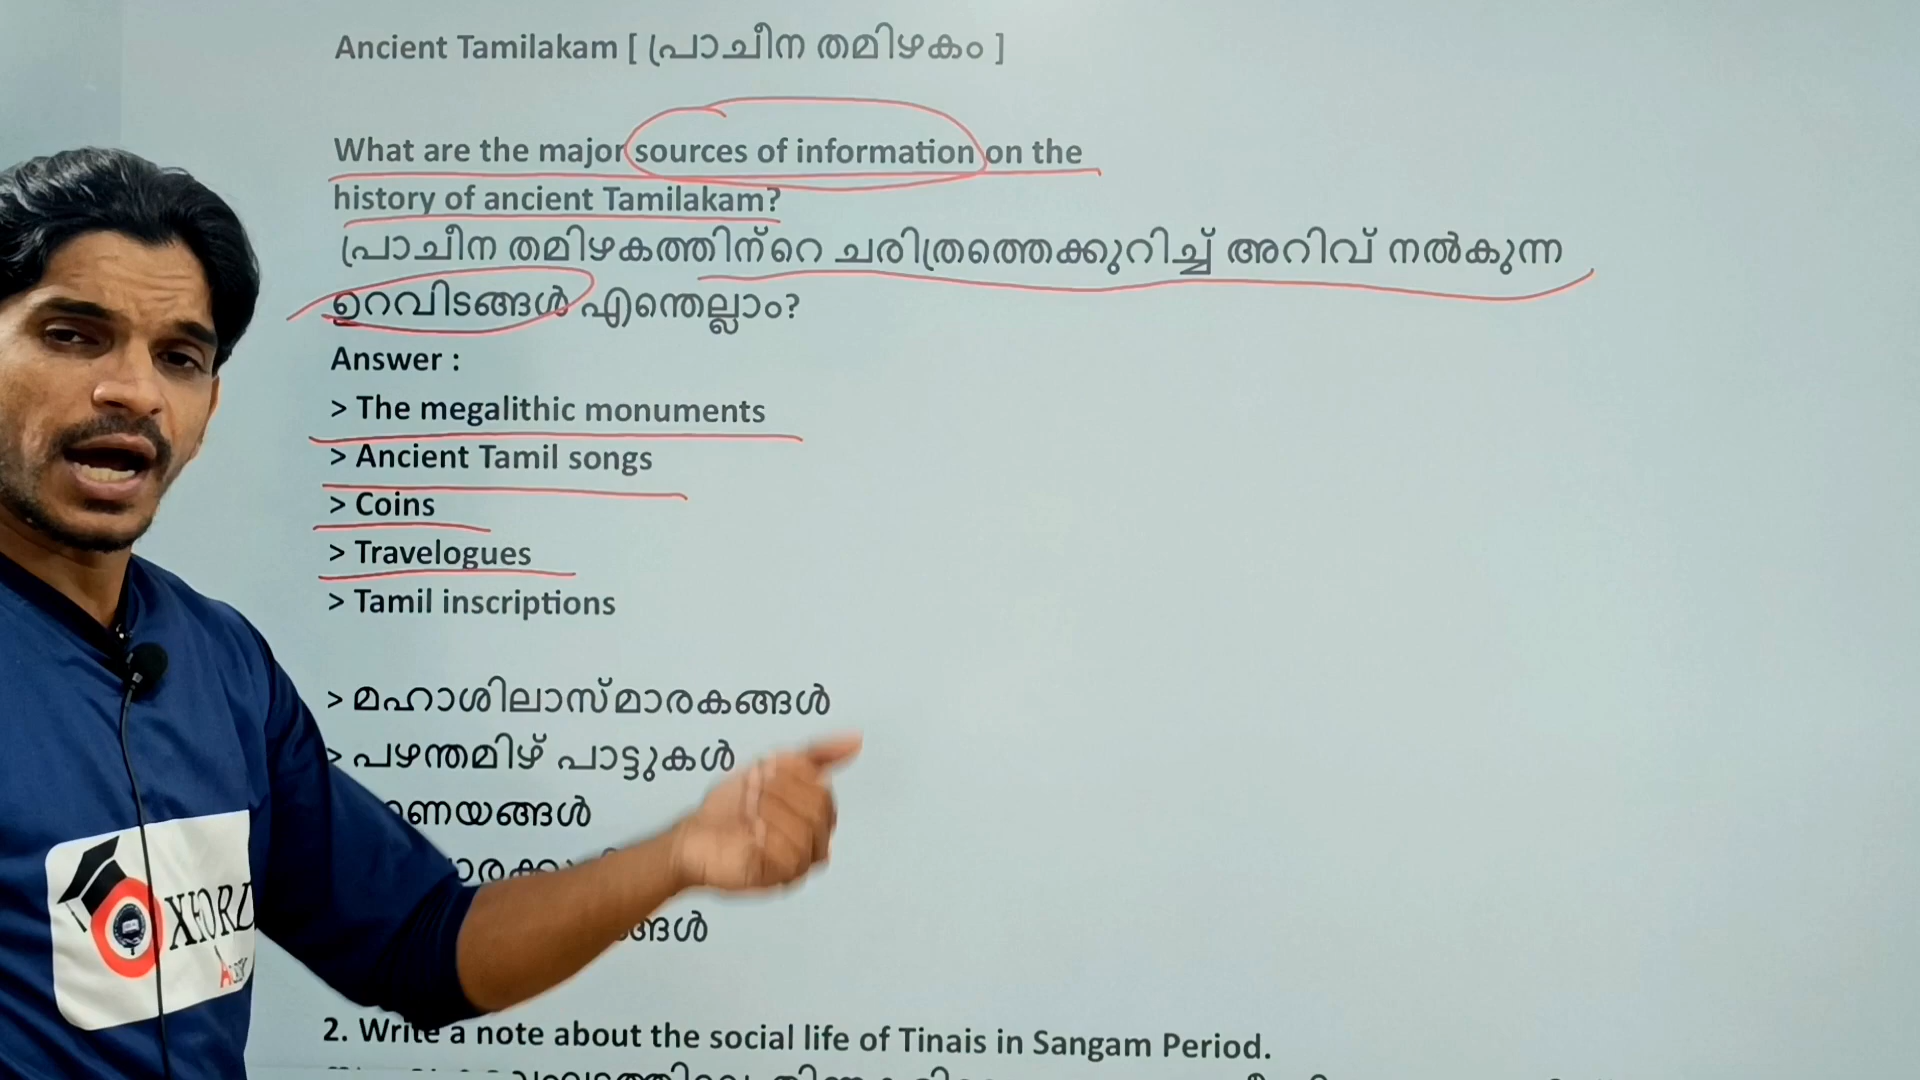 Ancient Tamilakam [ പ്രാചീന തമിഴകം ]
What are the major sources of information on the
history of ancient Tamilakam?
പ്രാചീന തമിഴകത്തിന്റെ ചരിത്രത്തെക്കുറിച്ച് അറിവ് നൽകുന്ന
ഉറവിടങ്ങൾ എന്തെല്ലാം?
Answer :
> The megalithic monuments
> Ancient Tamil songs
> Coins
> Travelogues
> Tamil inscriptions
> മഹാശിലാസ്മാരകങ്ങൾ
> പഴന്തമിഴ് പാട്ടുകൾ
2. Write a note about the social life of Tinais in Sangam Period.